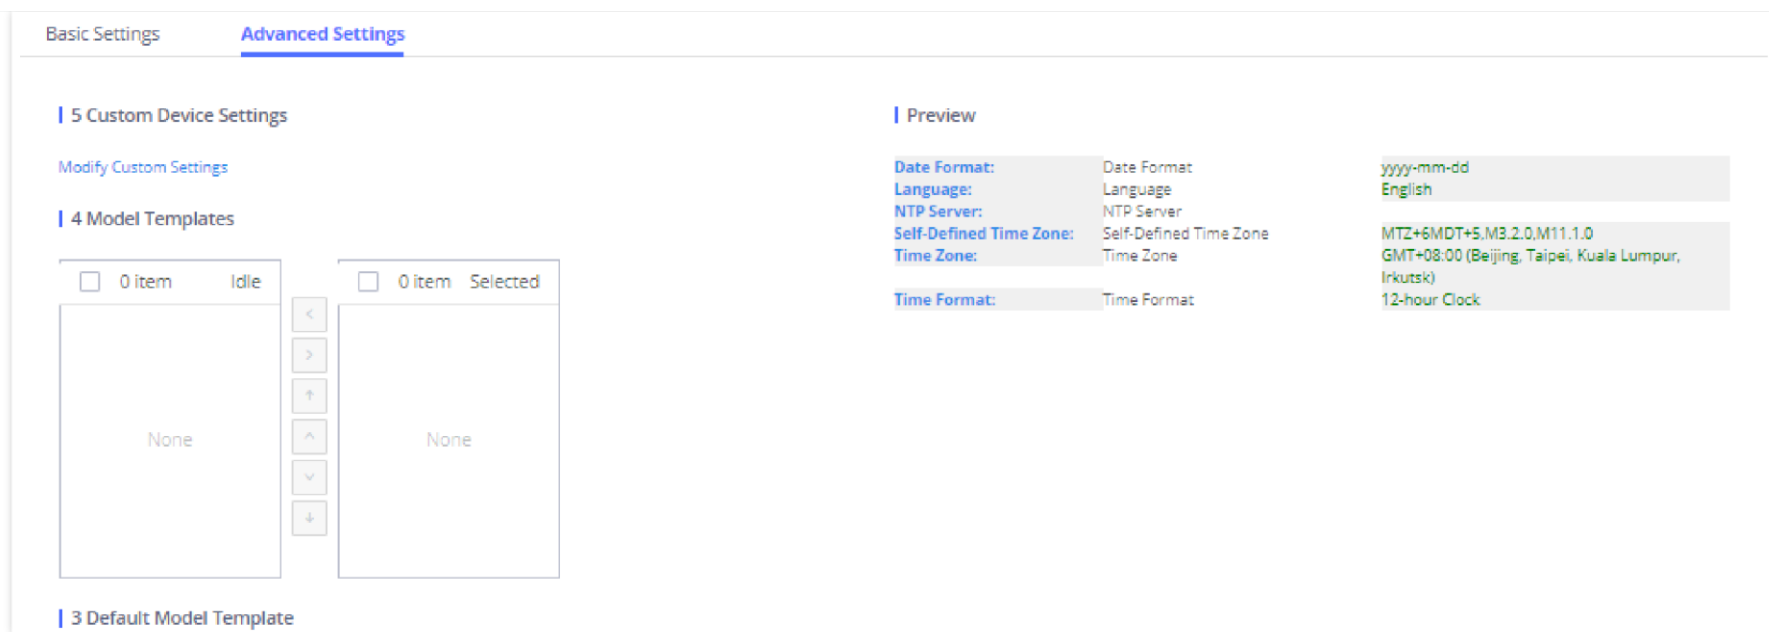 Basic Settings Advanced Settings
5 Custom Device Settings
Modify Custom Settings
4 Model Templates
0 item Idle
None
0 item Selected
None
3 Default Model Template
Preview
Date Format: Date Format yyyy-mm-dd
Language: Language English
NTP Server: NTP Server
Self-Defined Time Zone: Self-Defined Time Zone MTZ+6MDT+5,M3.2.0,M11.1.0
Time Zone: Time Zone GMT+08:00 (Beijing, Taipei, Kuala Lumpur,
Irkutsk)
Time Format: Time Format 12-hour Clock